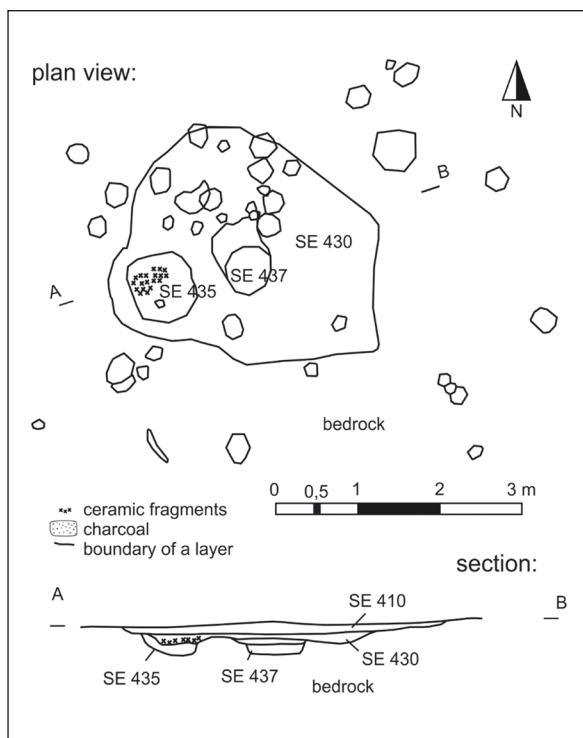 plan view:
N
B
SE 430
SE 437
A
SE 435
bedrock
0 0,5 1 2 3 m
ceramic fragments
charcoal
boundary of a layer
section:
A
B
SE 410
SE 430
SE 435
SE 437
bedrock